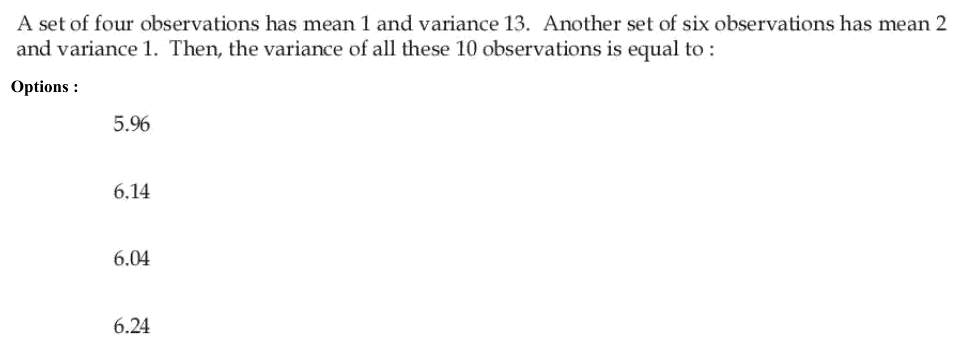 A set of four observations has mean 1 and variance 13. Another set of six observations has mean 2
and variance 1. Then, the variance of all these 10 observations is equal to :
Options :
5.96
6.14
6.04
6.24